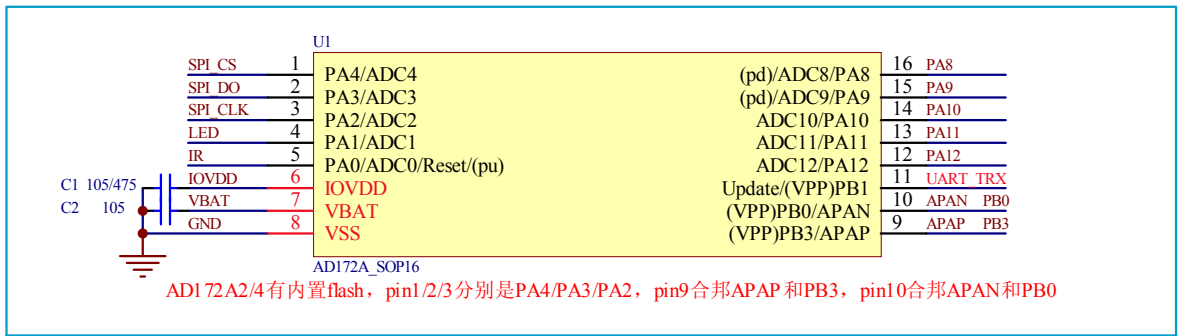 U1
SPI_CS 1 PA4/ADC4 (pd)/ADC8/PA8 16 PA8
SPI_DO 2 PA3/ADC3 (pd)/ADC9/PA9 15 PA9
SPI_CLK 3 PA2/ADC2 ADC10/PA10 14 PA10
LED 4 PA1/ADC1 ADC11/PA11 13 PA11
IR 5 PA0/ADC0/Reset/(pu) ADC12/PA12 12 PA12
C1 105/475 IOVDD 6 IOVDD Update/(VPP)PB1 11 UART_TRX
C2 105 VBAT 7 VBAT (VPP)PB0/APAN 10 APAN PB0
GND 8 VSS (VPP)PB3/APAP 9 APAP PB3
AD172A_SOP16
AD172A2/4有内置flash，pin1/2/3分别是PA4/PA3/PA2，pin9合邦APAP和PB3，pin10合邦APAN和PB0